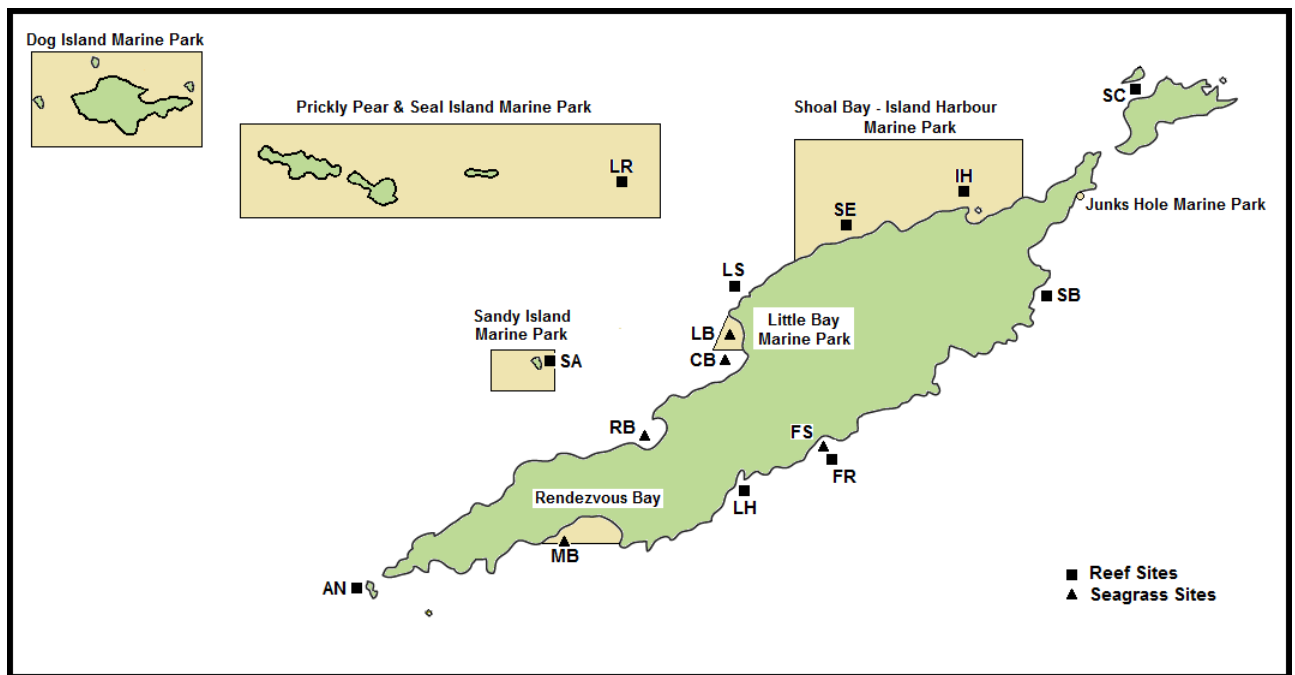 Dog Island Marine Park
Prickly Pear & Seal Island Marine Park
Shoal Bay - Island Harbour
Marine Park
SC
LR
IH
Junks Hole Marine Park
SE
LS
SB
Sandy Island
Marine Park
LB
Little Bay
Marine Park
SA
CB
RB
FS
FR
Rendezvous Bay
LH
MB
AN
Reef Sites
Seagrass Sites